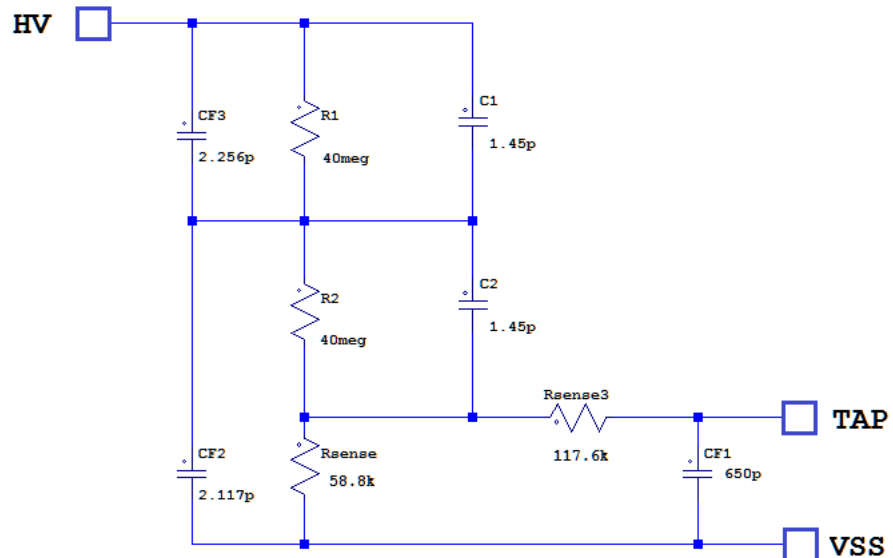 HV
CF3
2.256p
R1
40meg
C1
1.45p
R2
40meg
C2
1.45p
Rsense3
117.6k
TAP
CF2
2.117p
Rsense
58.8k
CF1
650p
VSS